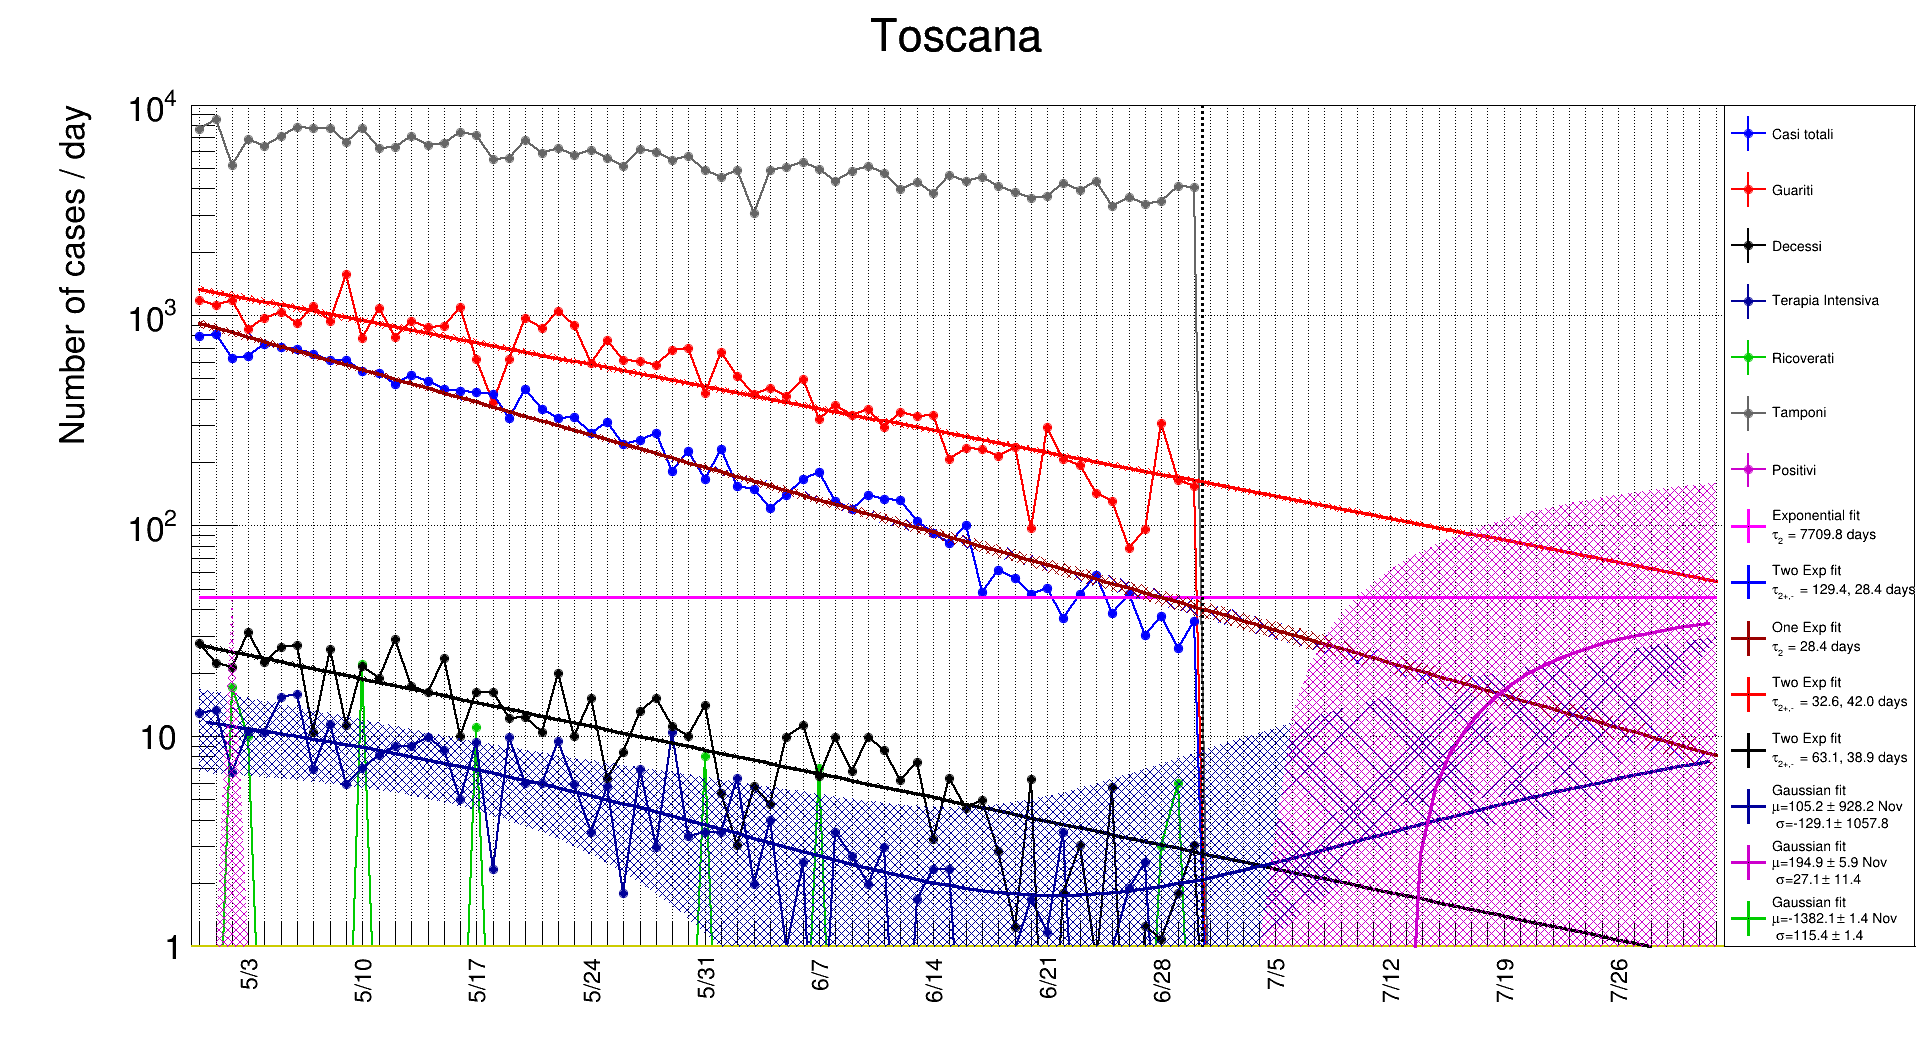 Toscana
Number of cases / day
10^4
10^3
10^2
10
1
5/3
5/10
5/17
5/24
5/31
6/7
6/14
6/21
6/28
7/5
7/12
7/19
7/26
Casi totali
Guariti
Decessi
Terapia Intensiva
Ricoverati
Tamponi
Positivi
Exponential fit
τ₂ = 7709.8 days
Two Exp fit
τ₂₊,₋ = 129.4, 28.4 days
One Exp fit
τ₂ = 28.4 days
Two Exp fit
τ₂₊,₋ = 32.6, 42.0 days
Two Exp fit
τ₂₊,₋ = 63.1, 38.9 days
Gaussian fit
μ=105.2 ± 928.2 Nov
σ=-129.1 ± 1057.8
Gaussian fit
μ=194.9 ± 5.9 Nov
σ=27.1 ± 11.4
Gaussian fit
μ=-1382.1 ± 1.4 Nov
σ=115.4 ± 1.4